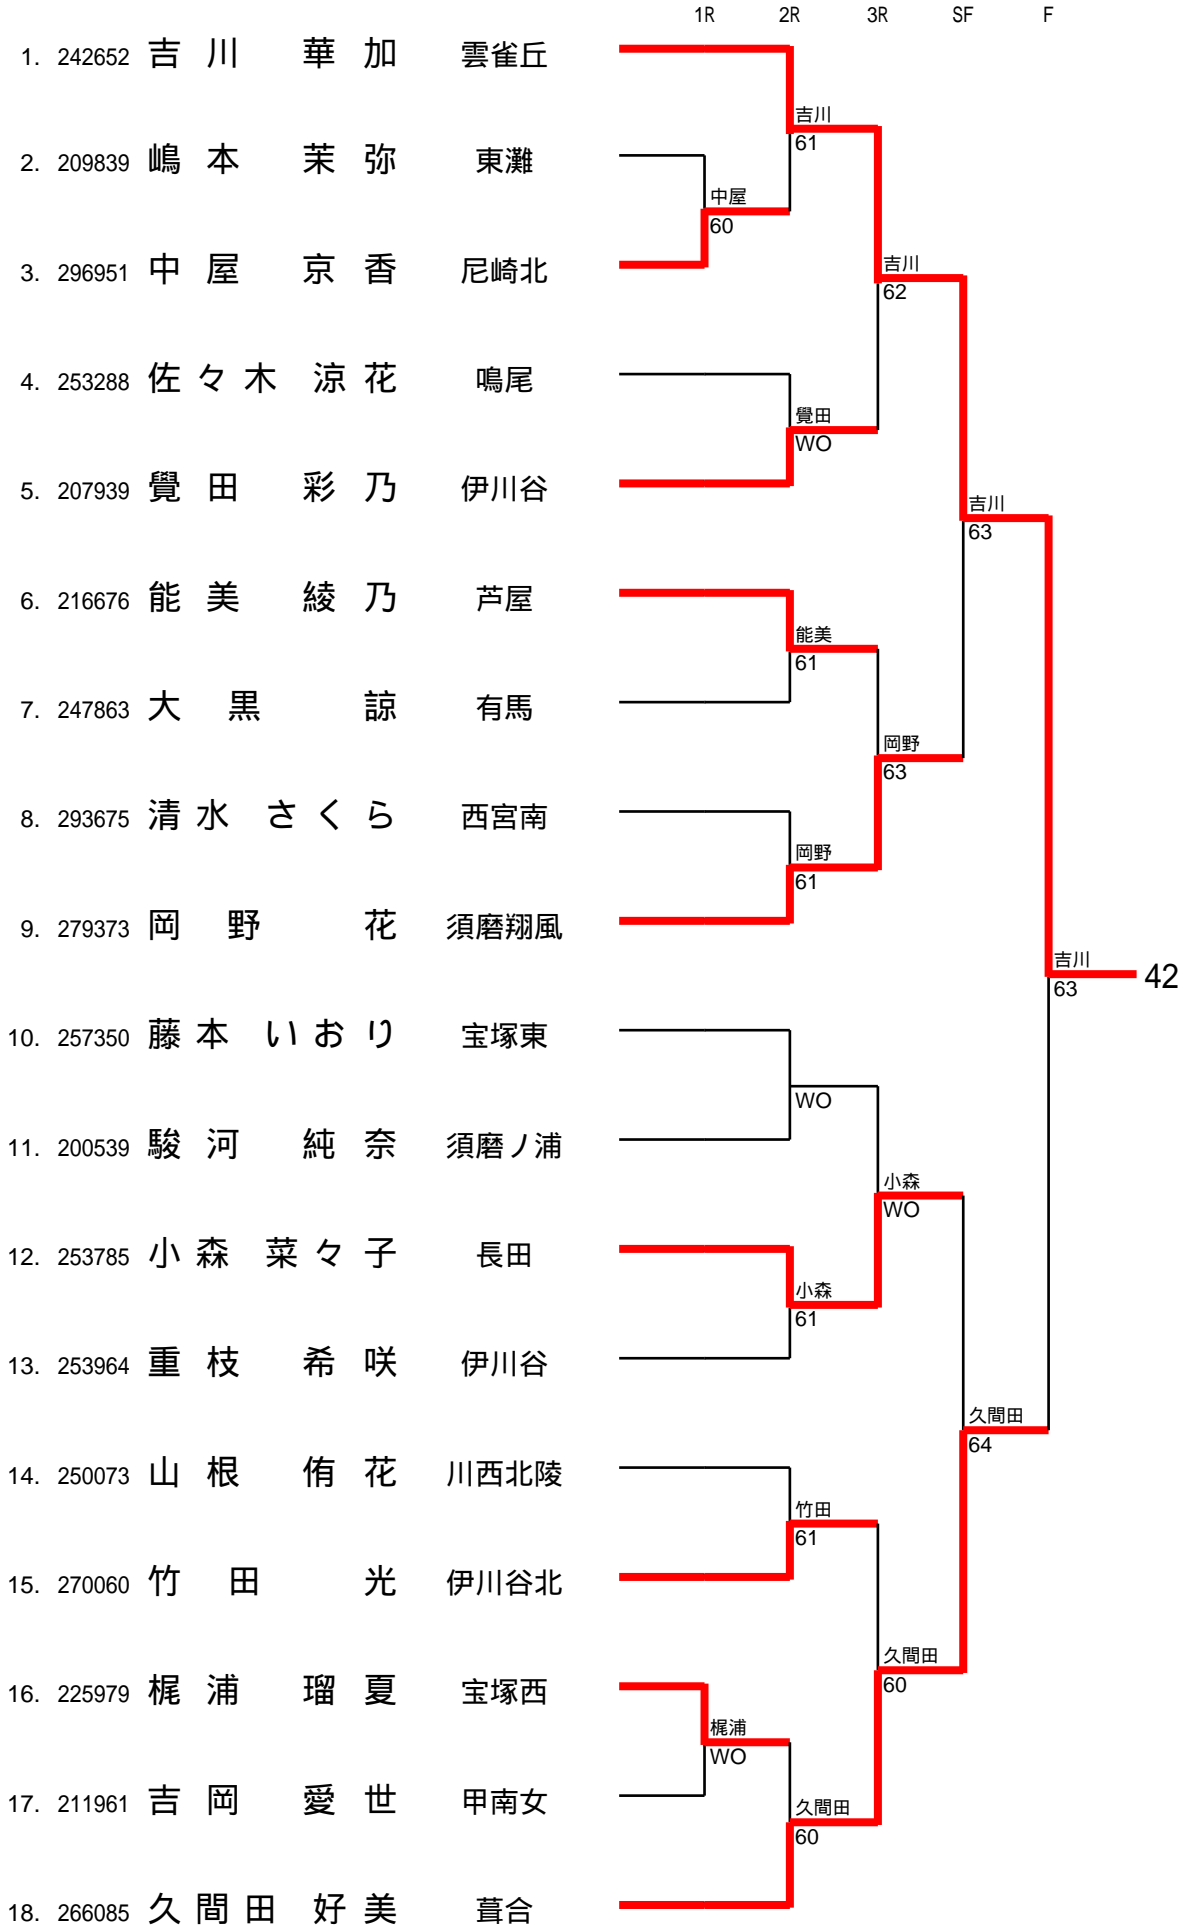 1R 2R 3R SF F
1. 242652 吉川 華加 雲雀丘
吉川
61
2. 209839 嶋本 茉弥 東灘
中屋
60
3. 296951 中屋 京香 尼崎北
吉川
62
4. 253288 佐々木 涼花 鳴尾
覺田
WO
5. 207939 覺田 彩乃 伊川谷
吉川
63
6. 216676 能美 綾乃 芦屋
能美
61
7. 247863 大黒 諒 有馬
岡野
63
8. 293675 清水 さくら 西宮南
岡野
61
9. 279373 岡野 花 須磨翔風
吉川
63
42
10. 257350 藤本 いおり 宝塚東
WO
11. 200539 駿河 純奈 須磨ノ浦
小森
WO
12. 253785 小森 菜々子 長田
小森
61
13. 253964 重枝 希咲 伊川谷
久間田
64
14. 250073 山根 侑花 川西北陵
竹田
61
15. 270060 竹田 光 伊川谷北
久間田
60
16. 225979 梶浦 瑠夏 宝塚西
梶浦
WO
17. 211961 吉岡 愛世 甲南女
久間田
60
18. 266085 久間田 好美 葺合